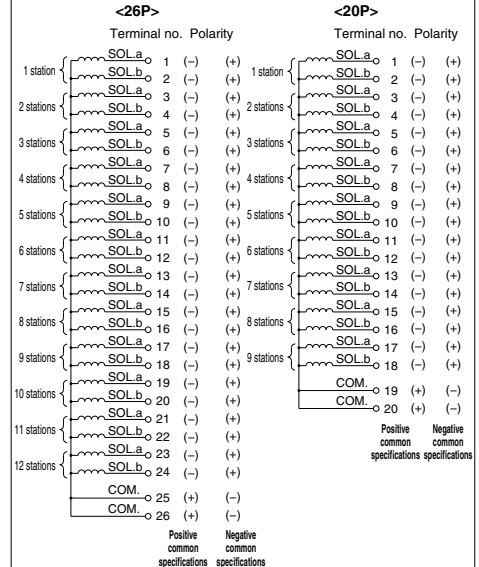 <26P>
Terminal no. Polarity
1 station SOL.a 1 (–) (+)
SOL.b 2 (–) (+)
2 stations SOL.a 3 (–) (+)
SOL.b 4 (–) (+)
3 stations SOL.a 5 (–) (+)
SOL.b 6 (–) (+)
4 stations SOL.a 7 (–) (+)
SOL.b 8 (–) (+)
5 stations SOL.a 9 (–) (+)
SOL.b 10 (–) (+)
6 stations SOL.a 11 (–) (+)
SOL.b 12 (–) (+)
7 stations SOL.a 13 (–) (+)
SOL.b 14 (–) (+)
8 stations SOL.a 15 (–) (+)
SOL.b 16 (–) (+)
9 stations SOL.a 17 (–) (+)
SOL.b 18 (–) (+)
10 stations SOL.a 19 (–) (+)
SOL.b 20 (–) (+)
11 stations SOL.a 21 (–) (+)
SOL.b 22 (–) (+)
12 stations SOL.a 23 (–) (+)
SOL.b 24 (–) (+)
COM. 25 (+) (–)
COM. 26 (+) (–)
Positive Negative
common common
specifications specifications
<20P>
Terminal no. Polarity
1 station SOL.a 1 (–) (+)
SOL.b 2 (–) (+)
2 stations SOL.a 3 (–) (+)
SOL.b 4 (–) (+)
3 stations SOL.a 5 (–) (+)
SOL.b 6 (–) (+)
4 stations SOL.a 7 (–) (+)
SOL.b 8 (–) (+)
5 stations SOL.a 9 (–) (+)
SOL.b 10 (–) (+)
6 stations SOL.a 11 (–) (+)
SOL.b 12 (–) (+)
7 stations SOL.a 13 (–) (+)
SOL.b 14 (–) (+)
8 stations SOL.a 15 (–) (+)
SOL.b 16 (–) (+)
9 stations SOL.a 17 (–) (+)
SOL.b 18 (–) (+)
COM. 19 (+) (–)
COM. 20 (+) (–)
Positive Negative
common common
specifications specifications